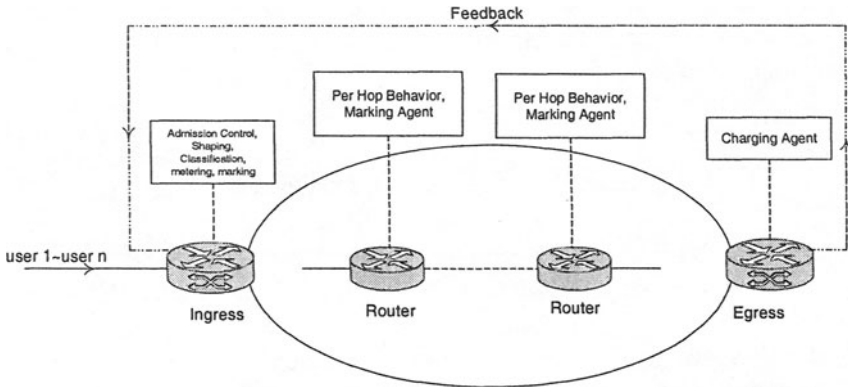 Feedback
Per Hop Behavior,
Marking Agent
Per Hop Behavior,
Marking Agent
Admission Control,
Shaping,
Classification,
metering, marking
Charging Agent
user 1~user n
Ingress
Router
Router
Egress